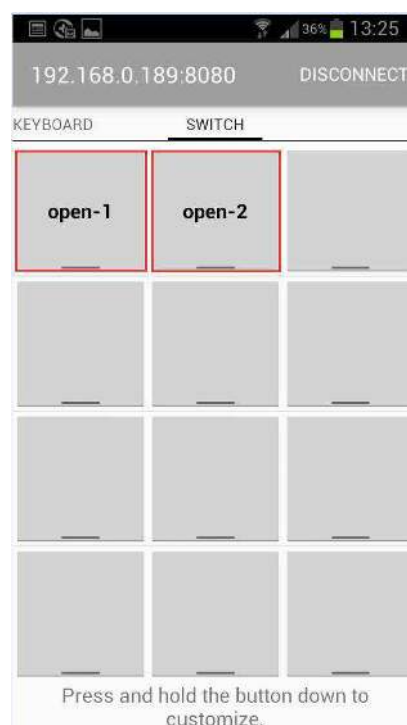 36% 13:25
192.168.0.189:8080 DISCONNECT
KEYBOARD SWITCH
open-1 open-2
Press and hold the button down to
customize.